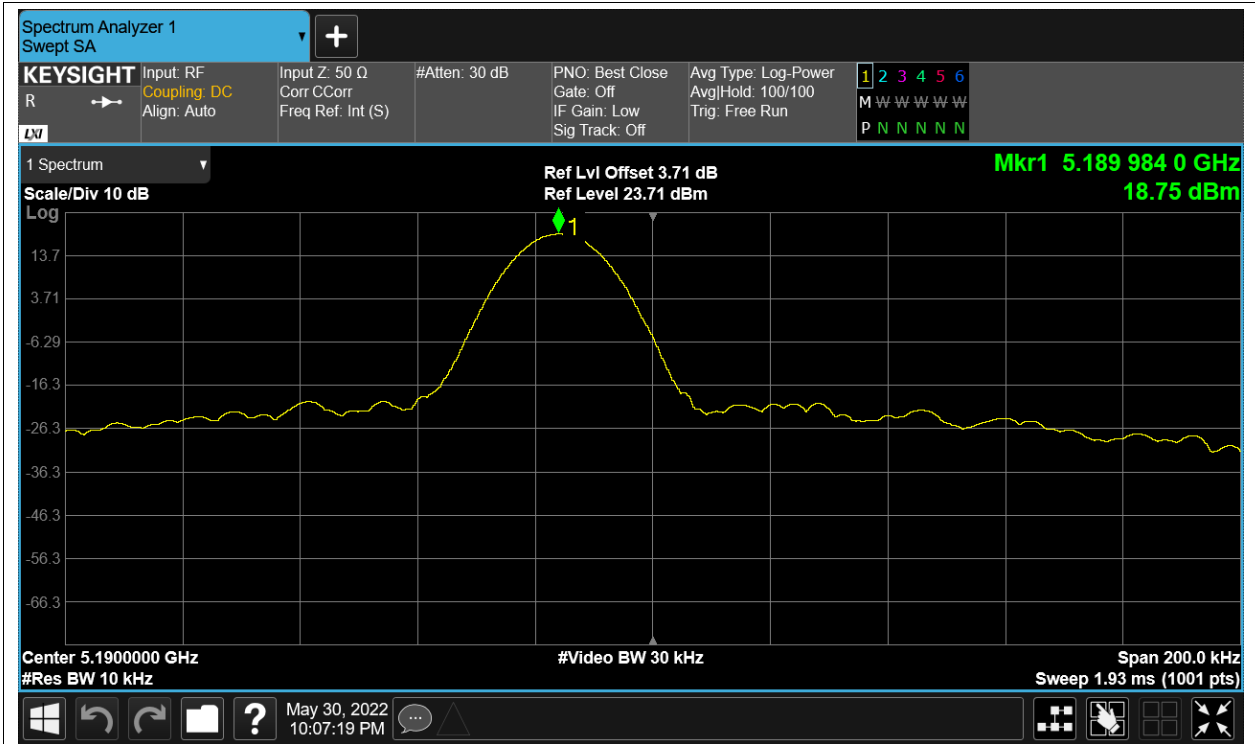 Spectrum Analyzer 1
Swept SA
+
KEYSIGHT
R
LXI
Input: RF
Coupling: DC
Align: Auto
Input Z: 50 Ω
Corr CCorr
Freq Ref: Int (S)
#Atten: 30 dB
PNO: Best Close
Gate: Off
IF Gain: Low
Sig Track: Off
Avg Type: Log-Power
Avg|Hold: 100/100
Trig: Free Run
1 2 3 4 5 6
M W W W W W
P N N N N N
1 Spectrum
Scale/Div 10 dB
Log
Ref Lvl Offset 3.71 dB
Ref Level 23.71 dBm
Mkr1 5.189 984 0 GHz
18.75 dBm
1
13.7
3.71
-6.29
-16.3
-26.3
-36.3
-46.3
-56.3
-66.3
Center 5.1900000 GHz
#Res BW 10 kHz
#Video BW 30 kHz
Span 200.0 kHz
Sweep 1.93 ms (1001 pts)
?
May 30, 2022
10:07:19 PM